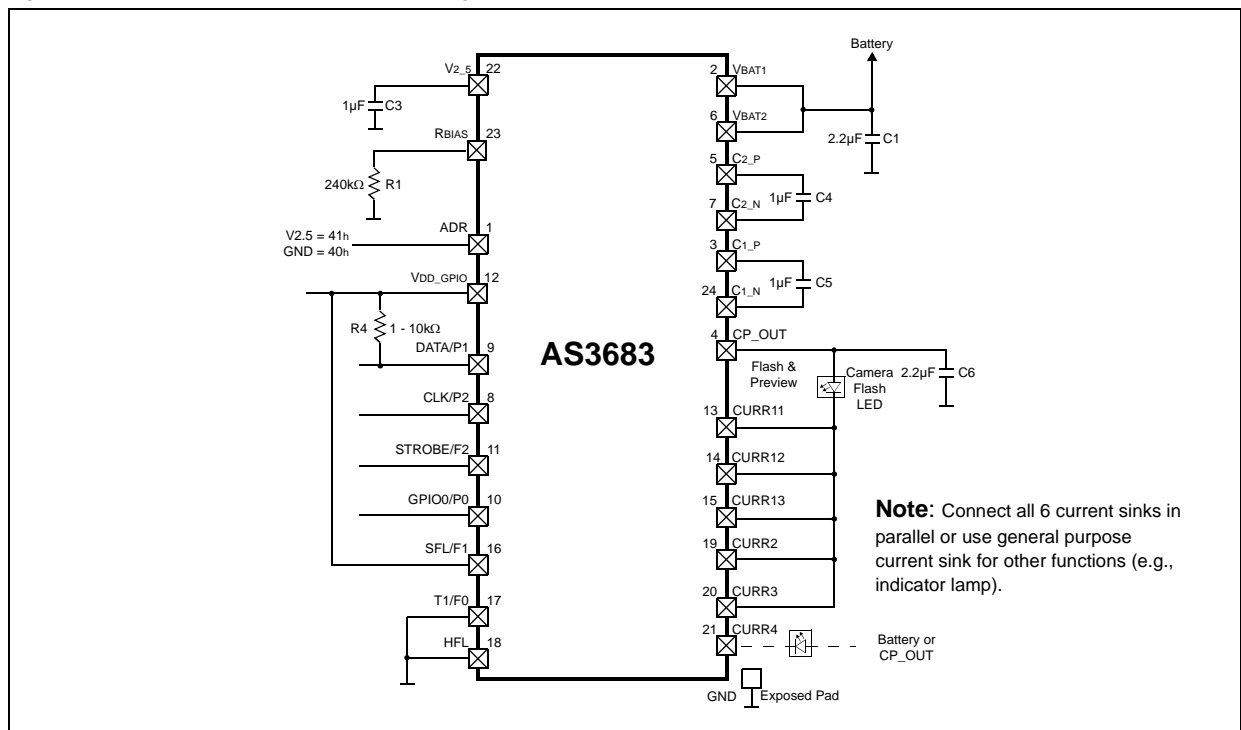 V2_5 22
1µF C3
RBIAS 23
240kΩ R1
ADR 1
V2.5 = 41h
GND = 40h
VDD_GPIO 12
R4 1 - 10kΩ
DATA/P1 9
CLK/P2 8
STROBE/F2 11
GPIO0/P0 10
SFL/F1 16
T1/F0 17
HFL 18
AS3683
Battery
2 VBAT1
6 VBAT2
2.2µF C1
5 C2_P
1µF C4
7 C2_N
3 C1_P
1µF C5
24 C1_N
4 CP_OUT
Flash &
Preview
Camera
Flash
LED
2.2µF C6
13 CURR11
14 CURR12
15 CURR13
19 CURR2
20 CURR3
21 CURR4
Battery or
CP_OUT
GND Exposed Pad
Note: Connect all 6 current sinks in
parallel or use general purpose
current sink for other functions (e.g.,
indicator lamp).